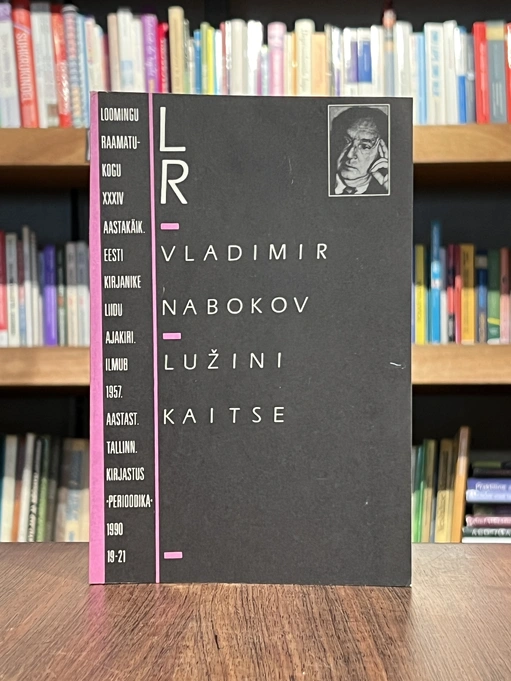 LOOMINGU
RAAMATU-
KOGU
XXXIV
AASTAKÄIK.
EESTI
KIRJANIKE
LIIDU
AJAKIRI.
ILMUB
1957.
AASTAST.
TALLINN.
KIRJASTUS
·PERIOODIKA·
1990
19-21
L
R
VLADIMIR
NABOKOV
LUŽINI
KAITSE